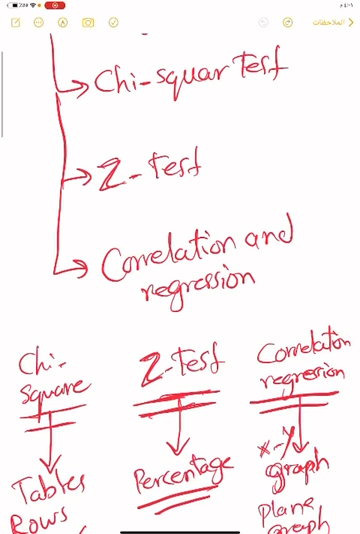 الملاحظات
Chi-squar Test
Z-Test
Correlation and
regression
Chi-
square
Z-Test
Correlation
regression
Tables
Rows
Percentage
x-y
graph
Plane
graph